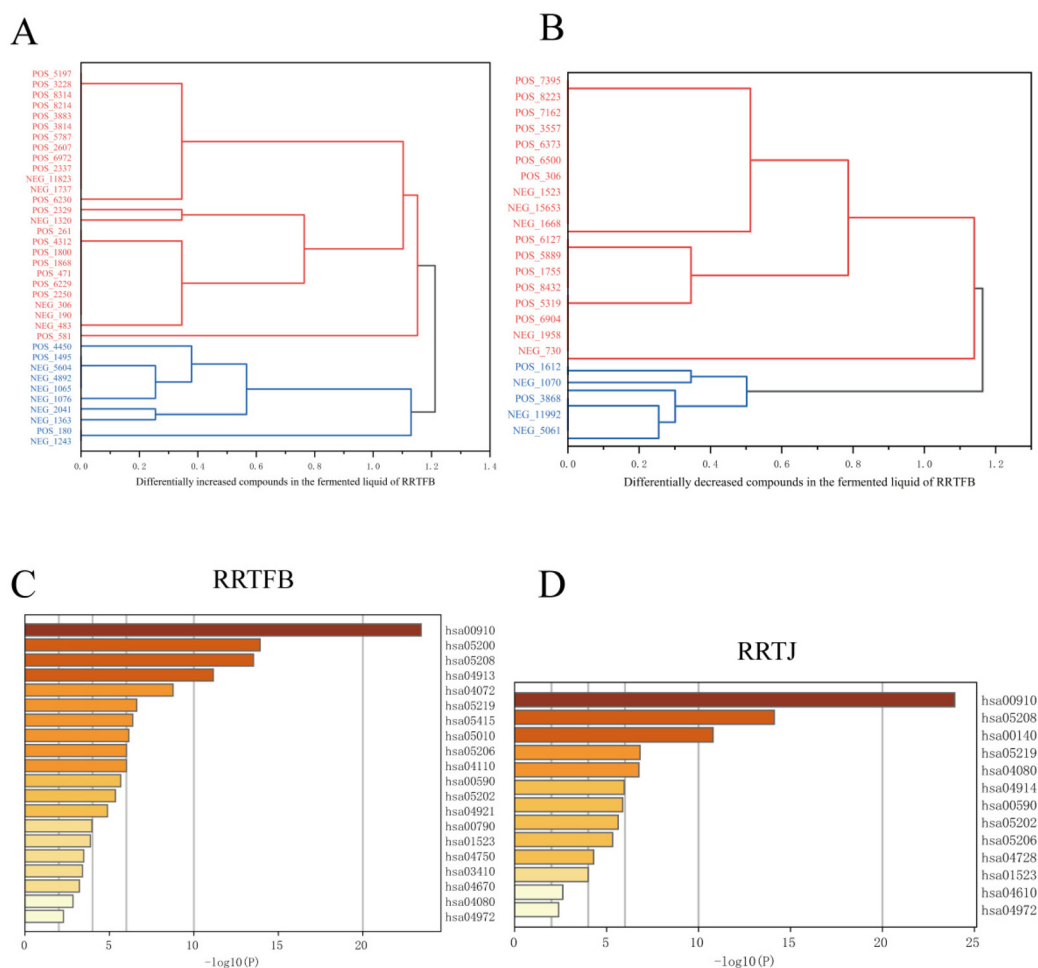 A
POS_5197
POS_3228
POS_8314
POS_8214
POS_3883
POS_3814
POS_5787
POS_2607
POS_6972
POS_2337
NEG_11823
NEG_1737
POS_6230
POS_2329
NEG_1320
POS_261
POS_4312
POS_1800
POS_1868
POS_471
POS_6229
POS_2250
NEG_306
NEG_190
NEG_483
POS_581
POS_4450
POS_1495
NEG_5604
NEG_4892
NEG_1065
NEG_1076
NEG_2041
NEG_1363
POS_180
NEG_1243
0.0 0.2 0.4 0.6 0.8 1.0 1.2 1.4
Differentially increased compounds in the fermented liquid of RRTFB
B
POS_7395
POS_8223
POS_7162
POS_3557
POS_6373
POS_6500
POS_306
NEG_1523
NEG_15653
NEG_1668
POS_6127
POS_5889
POS_1755
POS_8432
POS_5319
POS_6904
NEG_1958
NEG_730
POS_1612
NEG_1070
POS_3868
NEG_11992
NEG_5061
0.0 0.2 0.4 0.6 0.8 1.0 1.2
Differentially decreased compounds in the fermented liquid of RRTFB
C
RRTFB
hsa00910
hsa05200
hsa05208
hsa04913
hsa04072
hsa05219
hsa05415
hsa05010
hsa05206
hsa04110
hsa00590
hsa05202
hsa04921
hsa00790
hsa01523
hsa04750
hsa03410
hsa04670
hsa04080
hsa04972
0 5 10 15 20
-log10(P)
D
RRTJ
hsa00910
hsa05208
hsa00140
hsa05219
hsa04080
hsa04914
hsa00590
hsa05202
hsa05206
hsa04728
hsa01523
hsa04610
hsa04972
0 5 10 15 20 25
-log10(P)